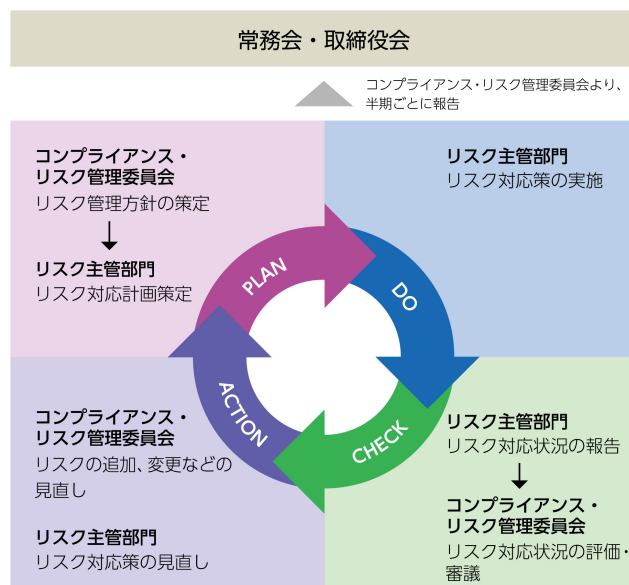 常務会・取締役会
コンプライアンス・リスク管理委員会より、
半期ごとに報告
コンプライアンス・
リスク管理委員会
リスク管理方針の策定
リスク主管部門
リスク対応計画策定
リスク主管部門
リスク対応策の実施
PLAN
DO
CHECK
ACTION
リスク主管部門
リスク対応状況の報告
コンプライアンス・
リスク管理委員会
リスク対応状況の評価・
審議
コンプライアンス・
リスク管理委員会
リスクの追加、変更などの
見直し
リスク主管部門
リスク対応策の見直し